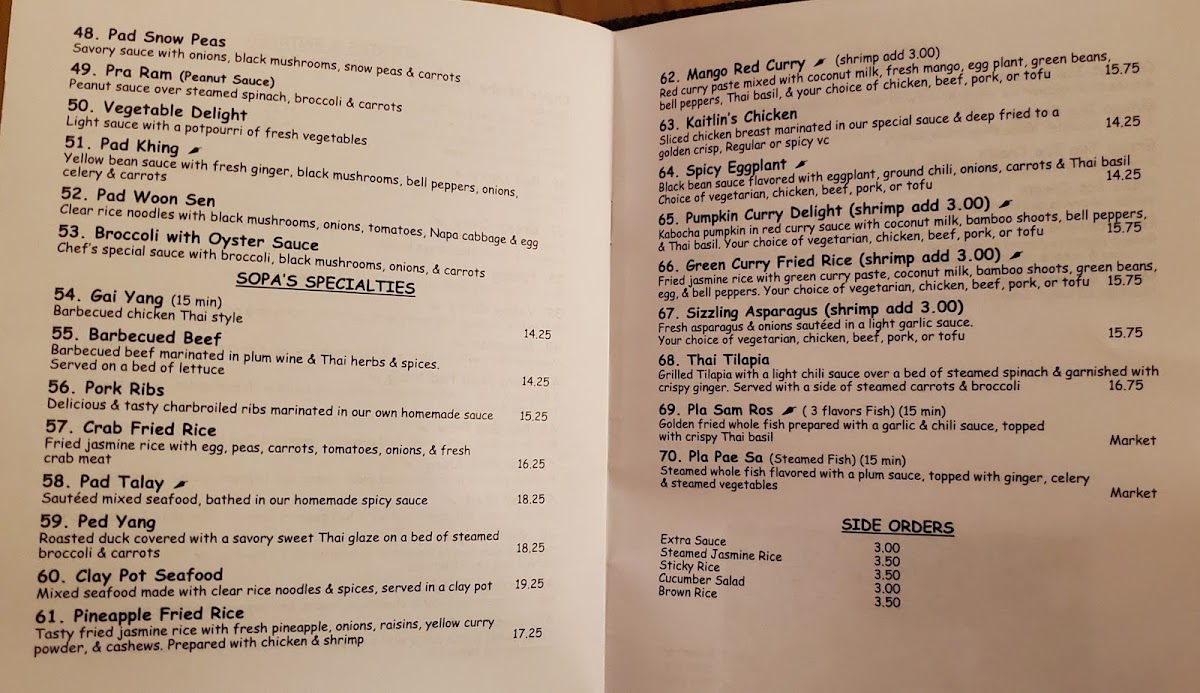 48. Pad Snow Peas
Savory sauce with onions, black mushrooms, snow peas & carrots
49. Pra Ram (Peanut Sauce)
Peanut sauce over steamed spinach, broccoli & carrots
50. Vegetable Delight
Light sauce with a potpourri of fresh vegetables
51. Pad Khing
Yellow bean sauce with fresh ginger, black mushrooms, bell peppers, onions,
celery & carrots
52. Pad Woon Sen
Clear rice noodles with black mushrooms, onions, tomatoes, Napa cabbage & egg
53. Broccoli with Oyster Sauce
Chef's special sauce with broccoli, black mushrooms, onions, & carrots
SOPA'S SPECIALTIES
54. Gai Yang (15 min)
Barbecued chicken Thai style 14.25
55. Barbecued Beef
Barbecued beef marinated in plum wine & Thai herbs & spices.
Served on a bed of lettuce 14.25
56. Pork Ribs
Delicious & tasty charbroiled ribs marinated in our own homemade sauce 15.25
57. Crab Fried Rice
Fried jasmine rice with egg, peas, carrots, tomatoes, onions, & fresh
crab meat 16.25
58. Pad Talay
Sautéed mixed seafood, bathed in our homemade spicy sauce 18.25
59. Ped Yang
Roasted duck covered with a savory sweet Thai glaze on a bed of steamed
broccoli & carrots 18.25
60. Clay Pot Seafood
Mixed seafood made with clear rice noodles & spices, served in a clay pot 19.25
61. Pineapple Fried Rice
Tasty fried jasmine rice with fresh pineapple, onions, raisins, yellow curry
powder, & cashews. Prepared with chicken & shrimp 17.25
62. Mango Red Curry (shrimp add 3.00)
Red curry paste mixed with coconut milk, fresh mango, egg plant, green beans,
bell peppers, Thai basil, & your choice of chicken, beef, pork, or tofu 15.75
63. Kaitlin's Chicken
Sliced chicken breast marinated in our special sauce & deep fried to a
golden crisp, Regular or spicy vc 14.25
64. Spicy Eggplant
Black bean sauce flavored with eggplant, ground chili, onions, carrots & Thai basil
Choice of vegetarian, chicken, beef, pork, or tofu 14.25
65. Pumpkin Curry Delight (shrimp add 3.00)
Kabocha pumpkin in red curry sauce with coconut milk, bamboo shoots, bell peppers,
& Thai basil. Your choice of vegetarian, chicken, beef, pork, or tofu 15.75
66. Green Curry Fried Rice (shrimp add 3.00)
Fried jasmine rice with green curry paste, coconut milk, bamboo shoots, green beans,
egg, & bell peppers. Your choice of vegetarian, chicken, beef, pork, or tofu 15.75
67. Sizzling Asparagus (shrimp add 3.00)
Fresh asparagus & onions sautéed in a light garlic sauce.
Your choice of vegetarian, chicken, beef, pork, or tofu 15.75
68. Thai Tilapia
Grilled Tilapia with a light chili sauce over a bed of steamed spinach & garnished with
crispy ginger. Served with a side of steamed carrots & broccoli 16.75
69. Pla Sam Ros ( 3 flavors Fish) (15 min)
Golden fried whole fish prepared with a garlic & chili sauce, topped
with crispy Thai basil Market
70. Pla Pae Sa (Steamed Fish) (15 min)
Steamed whole fish flavored with a plum sauce, topped with ginger, celery
& steamed vegetables Market
SIDE ORDERS
Extra Sauce 3.00
Steamed Jasmine Rice 3.50
Sticky Rice 3.50
Cucumber Salad 3.00
Brown Rice 3.50